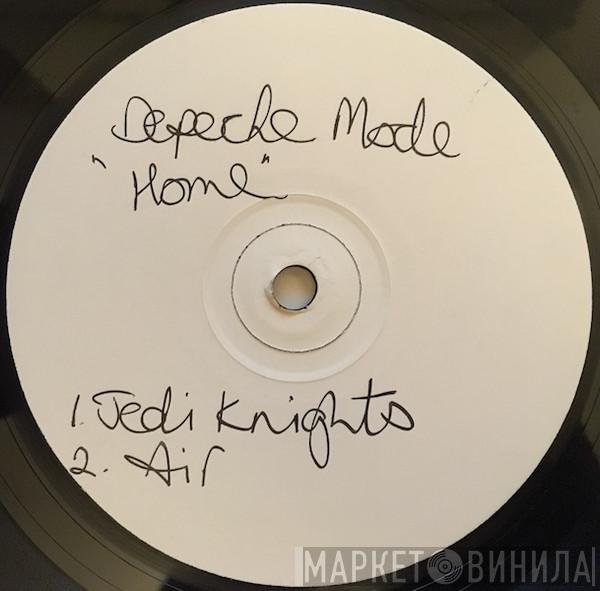 Depeche Mode
"Home"
1. Jedi Knights
2. Air
МАРКЕТ ВИНИЛА